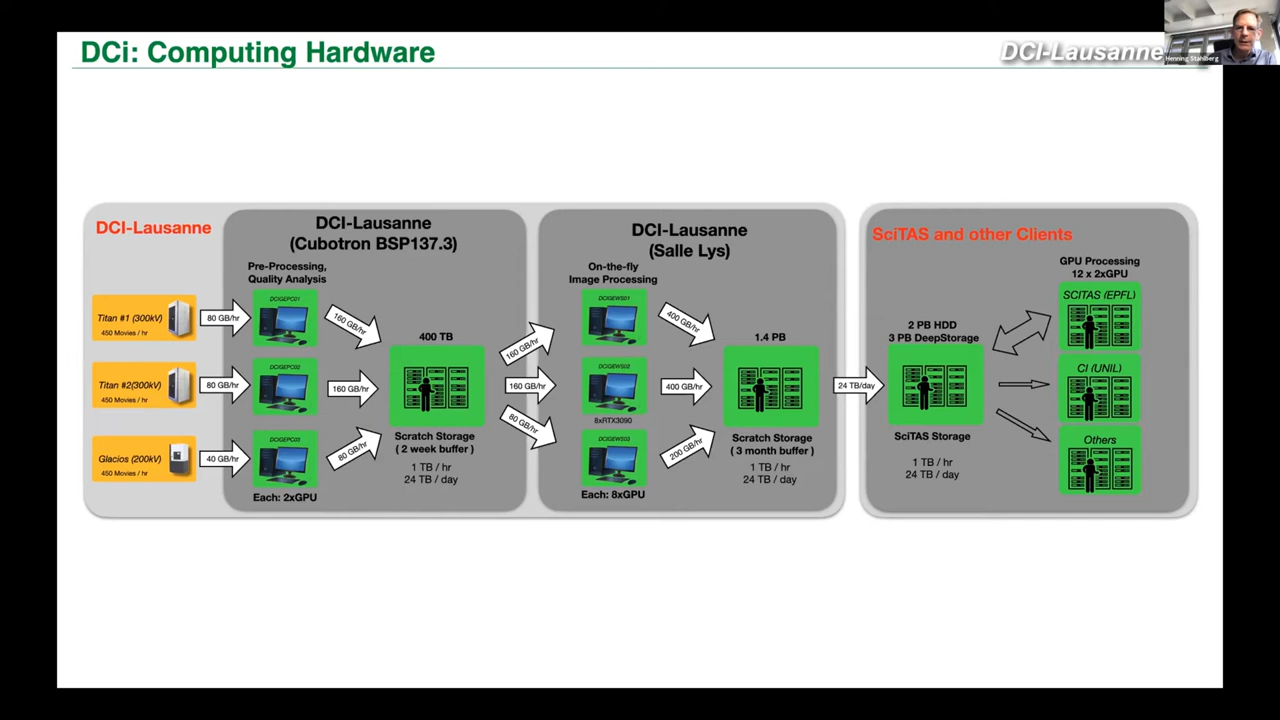 DCi: Computing Hardware
DCI-Lausanne
Henning Stahlberg
DCI-Lausanne
Titan #1 (300kV)
450 Movies / hr
Titan #2(300kV)
450 Movies / hr
Glacios (200kV)
450 Movies / hr
80 GB/hr
80 GB/hr
40 GB/hr
DCI-Lausanne
(Cubotron BSP137.3)
Pre-Processing,
Quality Analysis
DCIGEPC01
DCIGEPC02
DCIGEPC03
Each: 2xGPU
160 GB/hr
160 GB/hr
80 GB/hr
400 TB
Scratch Storage
( 2 week buffer )
1 TB / hr
24 TB / day
160 GB/hr
160 GB/hr
80 GB/hr
DCI-Lausanne
(Salle Lys)
On-the-fly
Image Processing
DCIGEWS01
DCIGEWS02
8xRTX3090
DCIGEWS03
Each: 8xGPU
400 GB/hr
400 GB/hr
200 GB/hr
1.4 PB
Scratch Storage
( 3 month buffer )
1 TB / hr
24 TB / day
24 TB/day
SciTAS and other Clients
2 PB HDD
3 PB DeepStorage
SciTAS Storage
1 TB / hr
24 TB / day
GPU Processing
12 x 2xGPU
SCITAS (EPFL)
CI (UNIL)
Others